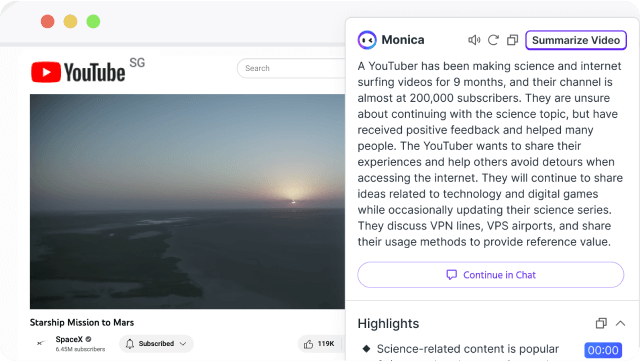 YouTube SG
Search
Starship Mission to Mars
SpaceX
6.45M subscribers
Subscribed
119K
Monica
Summarize Video
A YouTuber has been making science and internet
surfing videos for 9 months, and their channel is
almost at 200,000 subscribers. They are unsure
about continuing with the science topic, but have
received positive feedback and helped many
people. The YouTuber wants to share their
experiences and help others avoid detours when
accessing the internet. They will continue to share
ideas related to technology and digital games
while occasionally updating their science series.
They discuss VPN lines, VPS airports, and share
their usage methods to provide reference value.
Continue in Chat
Highlights
Science-related content is popular
00:00